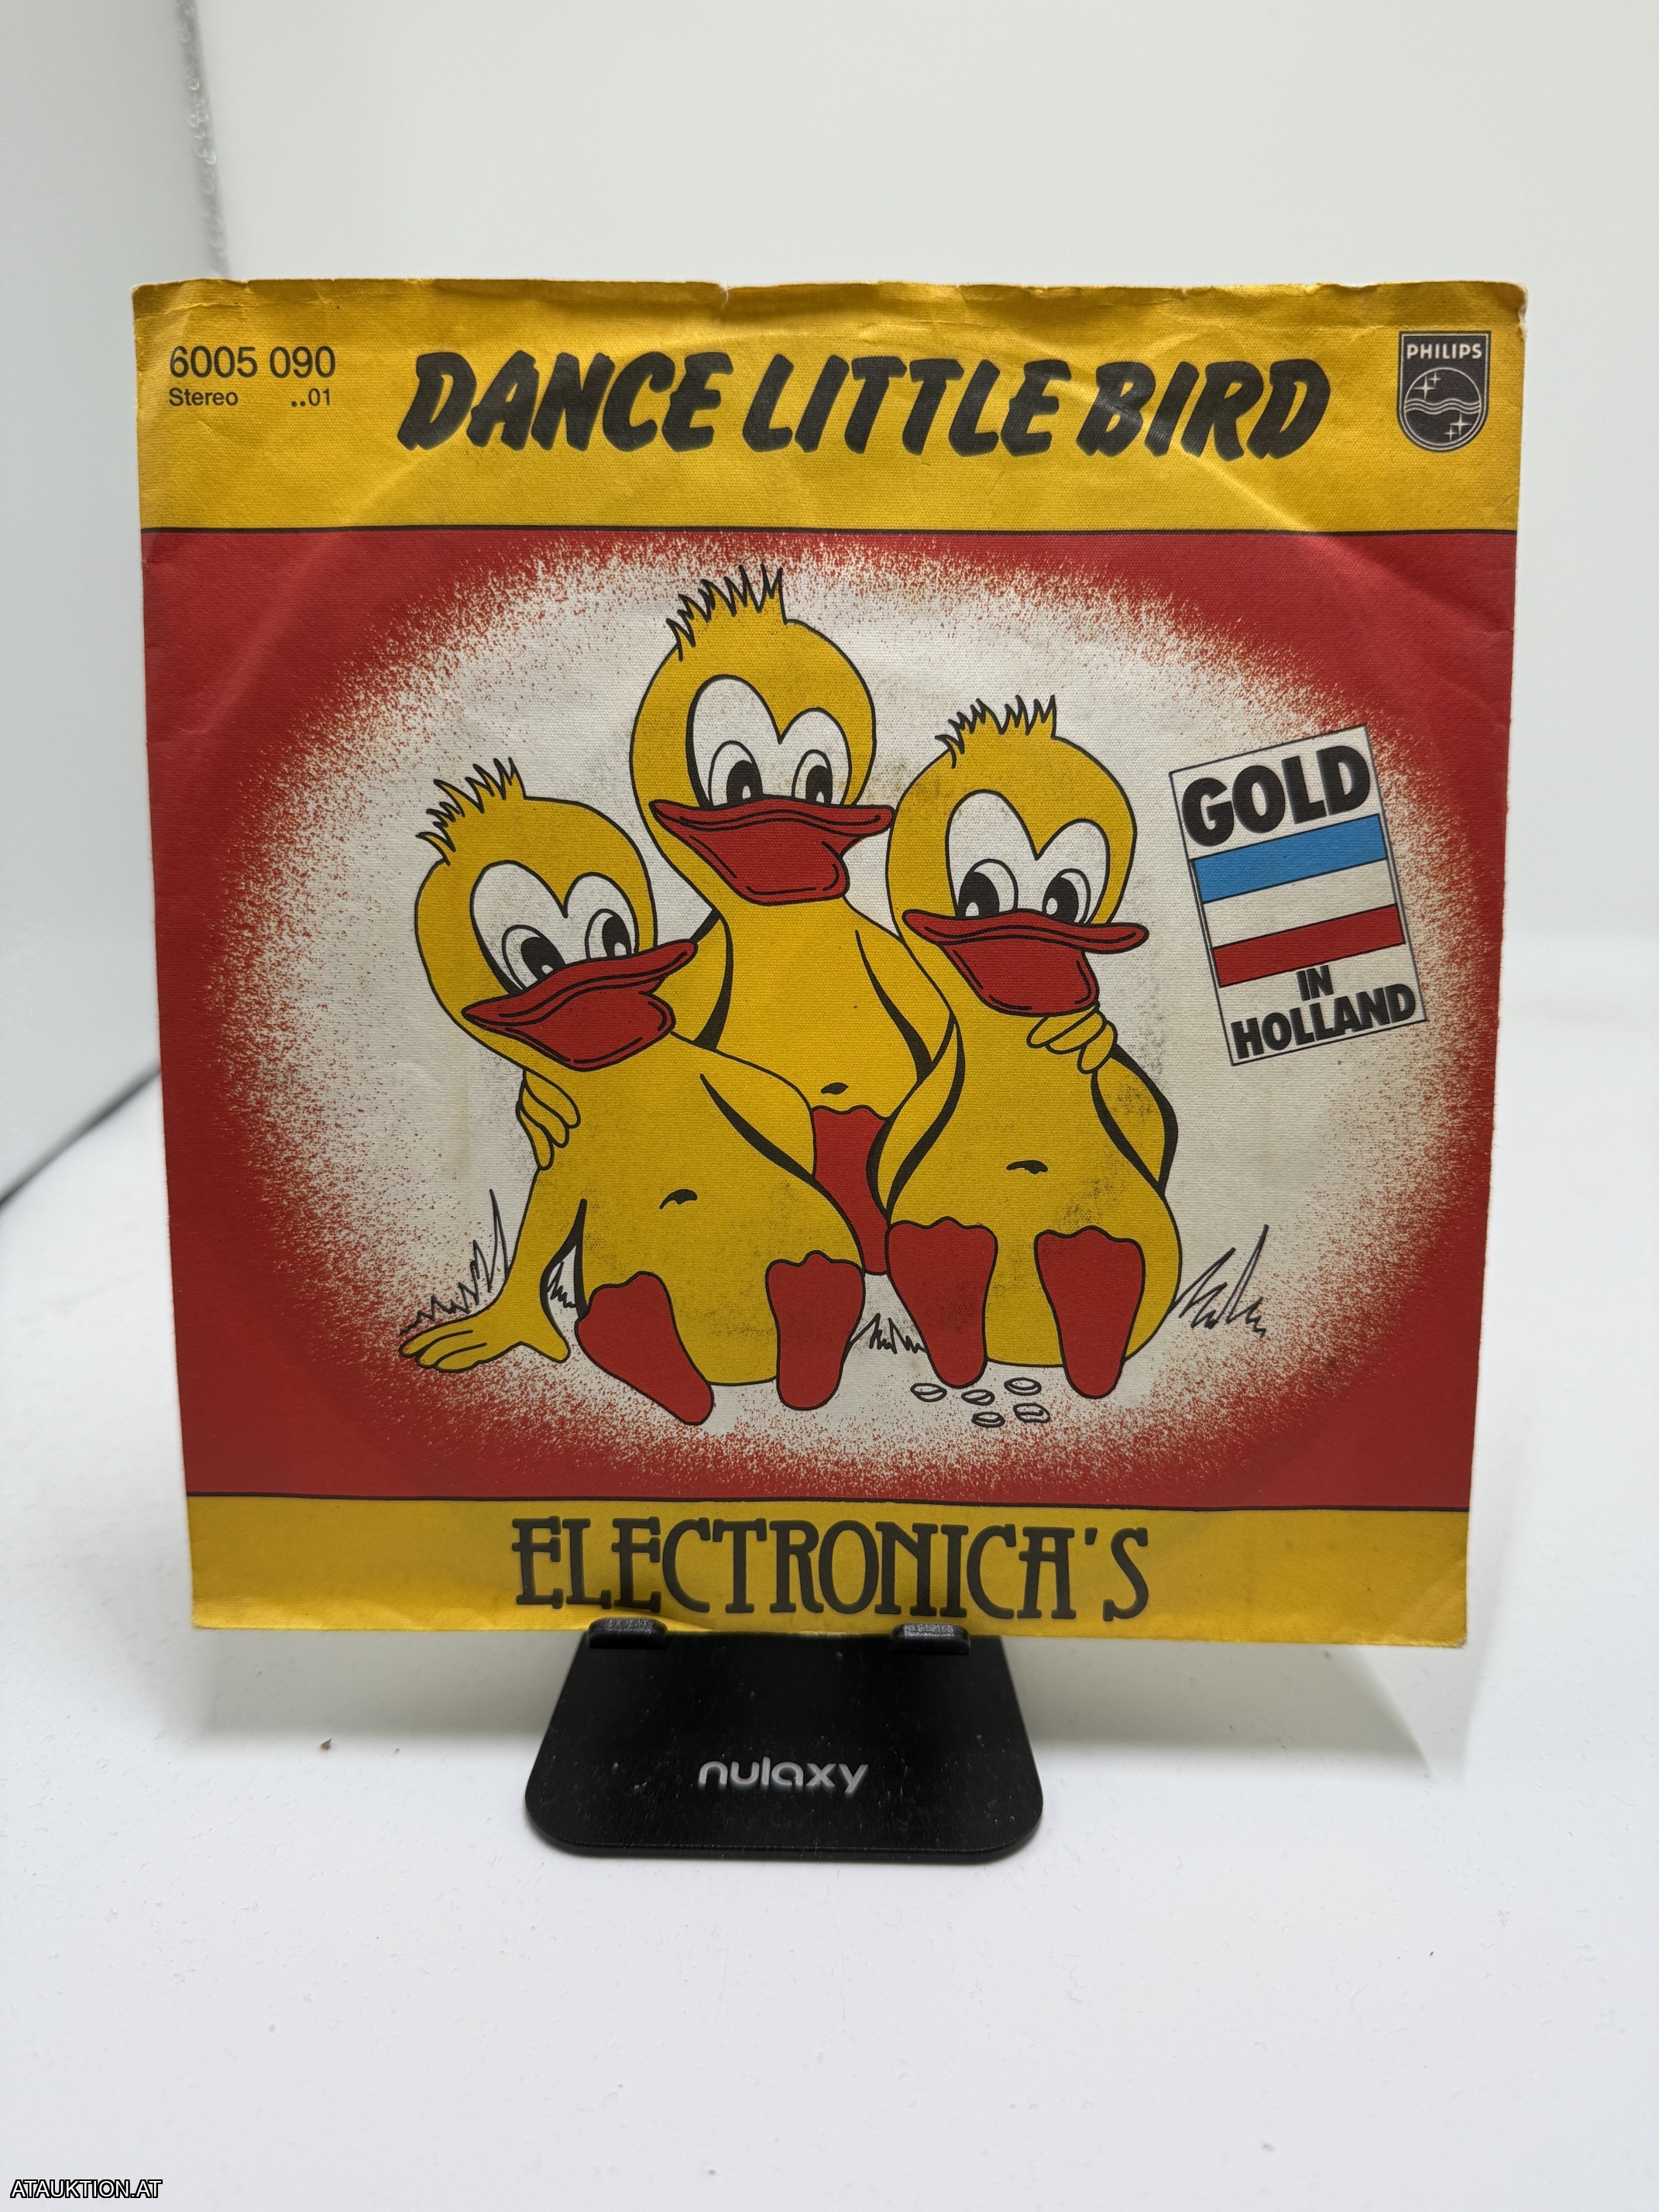 6005 090
Stereo ..01
DANCE LITTLE BIRD
PHILIPS
GOLD
IN
HOLLAND
ELECTRONICA'S
nulaxy
ATAUKTION.AT